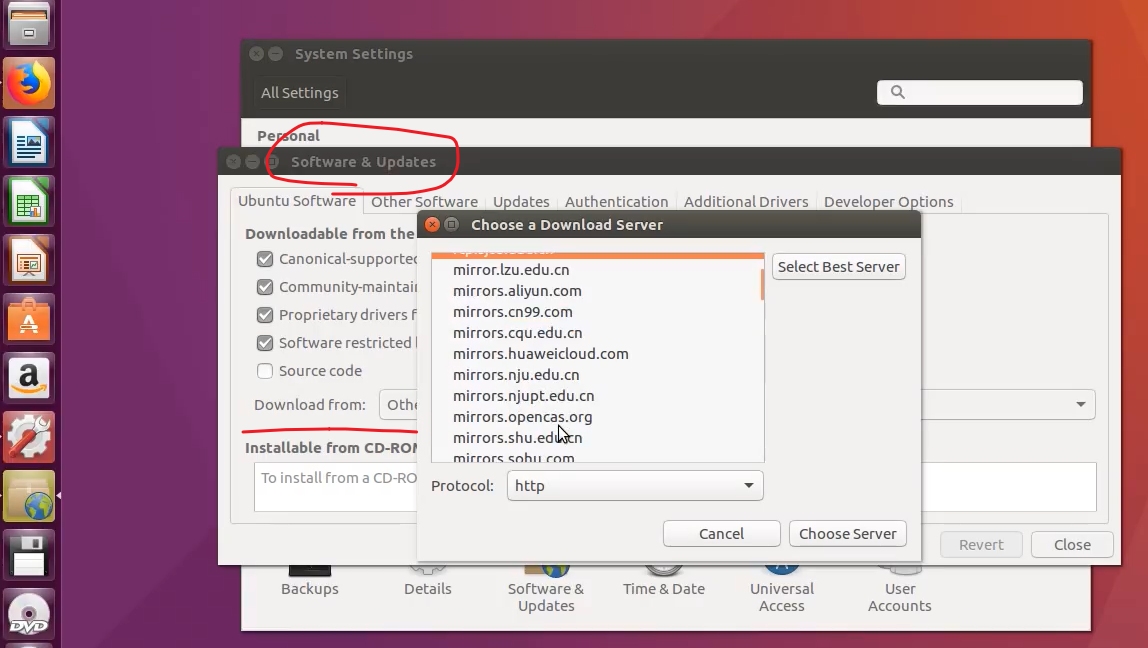 System Settings
All Settings
Personal
Software & Updates
Ubuntu Software
Other Software
Updates
Authentication
Additional Drivers
Developer Options
Choose a Download Server
Downloadable from the
Canonical-supported
Community-maintain
Proprietary drivers f
Software restricted
Source code
Download from: Othe
mirror.lzu.edu.cn
mirrors.aliyun.com
mirrors.cn99.com
mirrors.cqu.edu.cn
mirrors.huaweicloud.com
mirrors.nju.edu.cn
mirrors.njupt.edu.cn
mirrors.opencas.org
mirrors.shu.edu.cn
mirrors.sohu.com
Select Best Server
Installable from CD-ROM
To install from a CD-RO
Protocol: http
Cancel
Choose Server
Revert
Close
Backups
Details
Software &
Updates
Time & Date
Universal
Access
User
Accounts
A
a
DVD